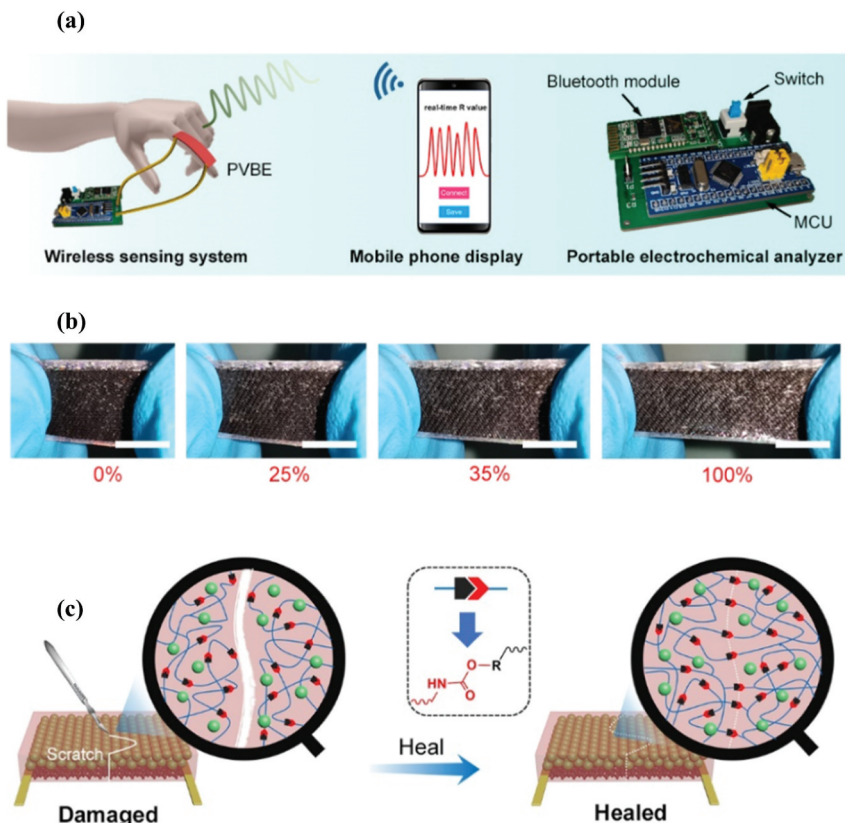 (a)
Bluetooth module
Switch
real-time R value
PVBE
Connect
Save
MCU
Wireless sensing system
Mobile phone display
Portable electrochemical analyzer
(b)
0%
25%
35%
100%
(c)
O
R
HN
O
Scratch
Heal
Damaged
Healed